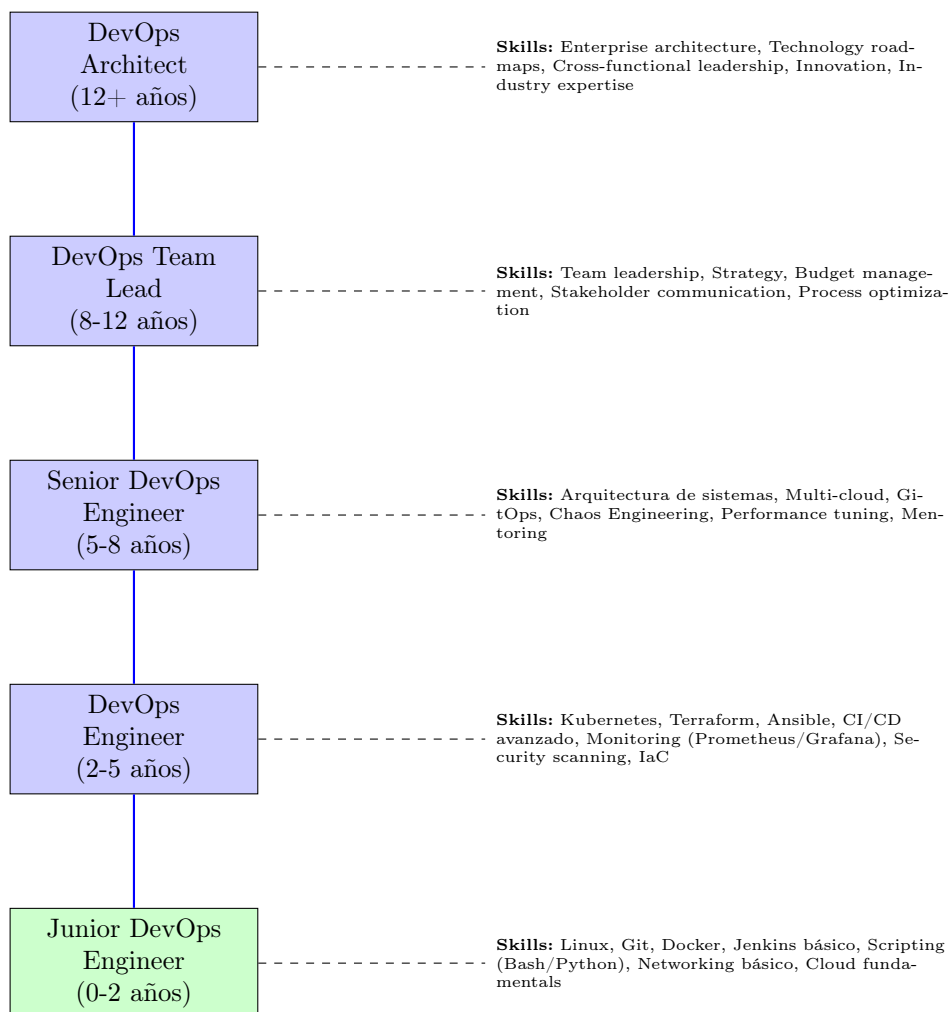 DevOps
Architect
(12+ años)
Skills: Enterprise architecture, Technology road-
maps, Cross-functional leadership, Innovation, In-
dustry expertise
DevOps Team
Lead
(8-12 años)
Skills: Team leadership, Strategy, Budget manage-
ment, Stakeholder communication, Process optimiza-
tion
Senior DevOps
Engineer
(5-8 años)
Skills: Arquitectura de sistemas, Multi-cloud, Gi-
tOps, Chaos Engineering, Performance tuning, Men-
toring
DevOps
Engineer
(2-5 años)
Skills: Kubernetes, Terraform, Ansible, CI/CD
avanzado, Monitoring (Prometheus/Grafana), Se-
curity scanning, IaC
Junior DevOps
Engineer
(0-2 años)
Skills: Linux, Git, Docker, Jenkins básico, Scripting
(Bash/Python), Networking básico, Cloud funda-
mentals